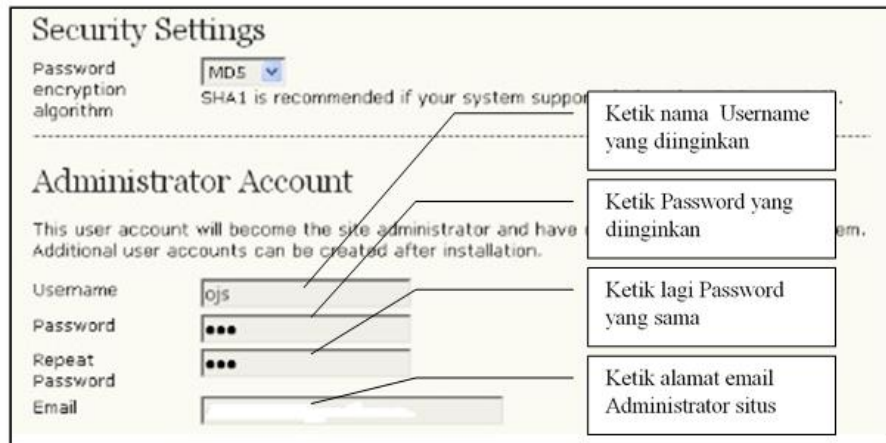 Security Settings
Password encryption algorithm
MD5
SHA1 is recommended if your system suppor
Ketik nama Username
yang diinginkan
Administrator Account
Ketik Password yang
diinginkan
This user account will become the site administrator and have
em.
Additional user accounts can be created after installation.
Username
ojs
Ketik lagi Password
yang sama
Password
Repeat
Password
Email
Ketik alamat email
Administrator situs